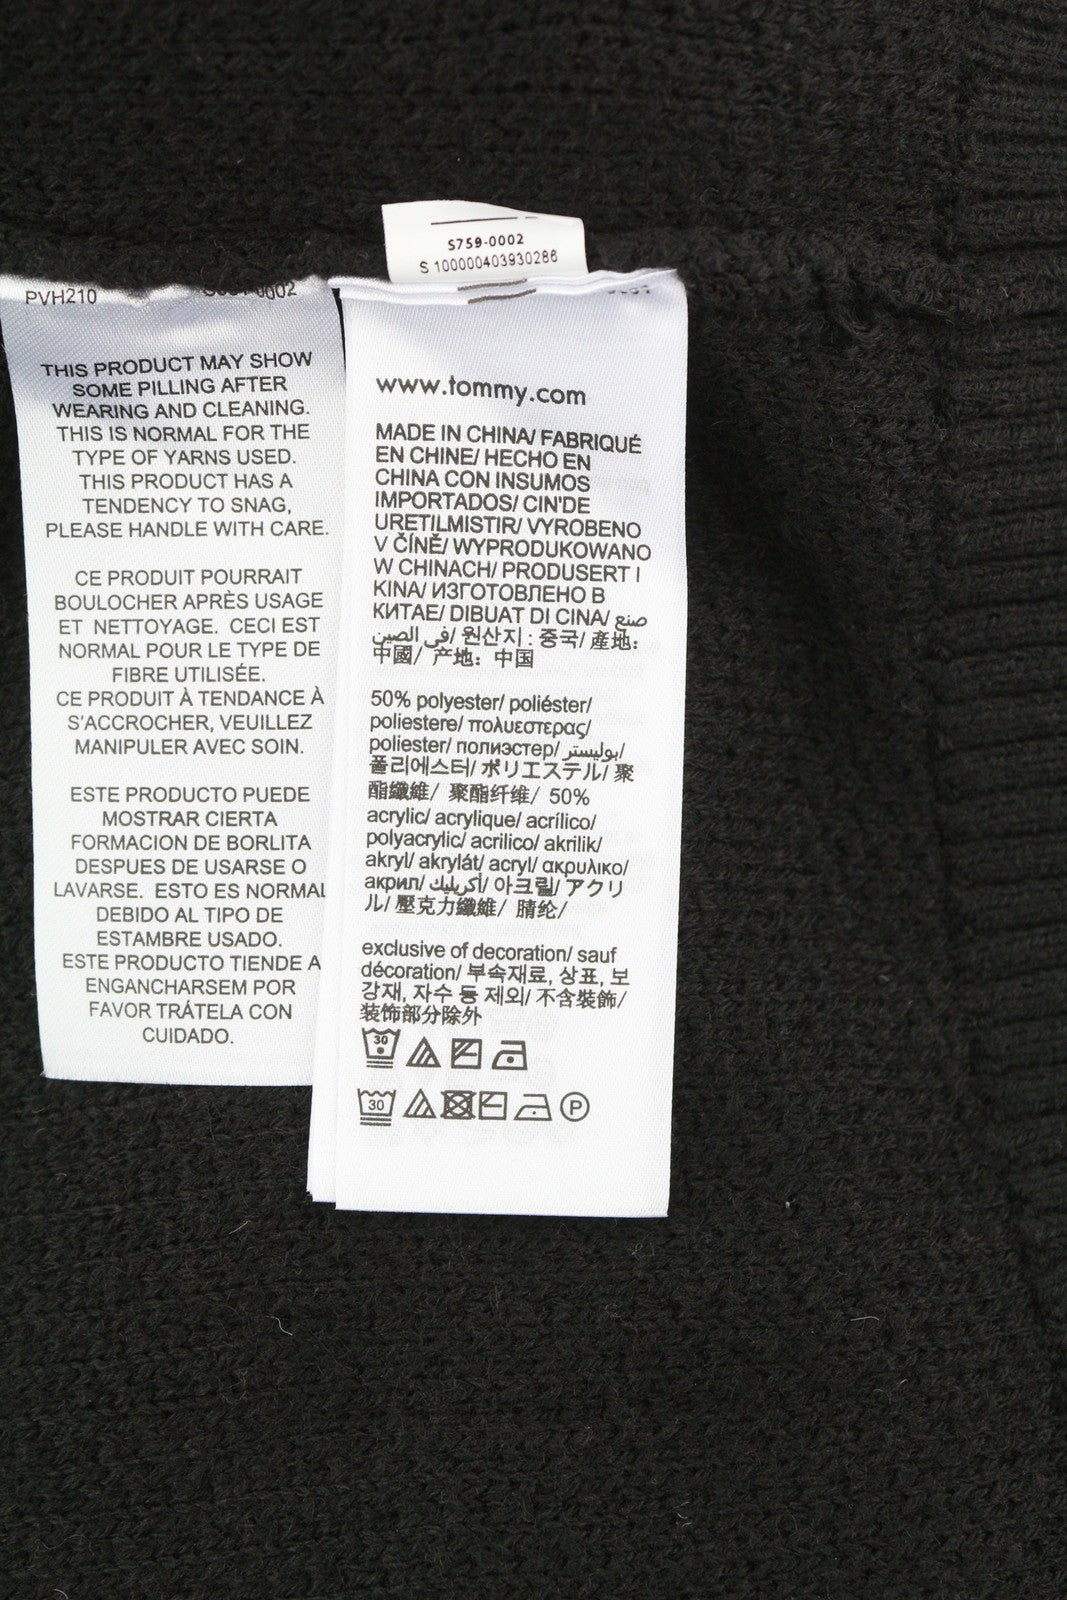 S759-0002
S 100000403930286
PVH210
THIS PRODUCT MAY SHOW
SOME PILLING AFTER
WEARING AND CLEANING.
THIS IS NORMAL FOR THE
TYPE OF YARNS USED.
THIS PRODUCT HAS A
TENDENCY TO SNAG,
PLEASE HANDLE WITH CARE.
CE PRODUIT POURRAIT
BOULOCHER APRÈS USAGE
ET NETTOYAGE. CECI EST
NORMAL POUR LE TYPE DE
FIBRE UTILISÉE.
CE PRODUIT À TENDANCE À
S'ACCROCHER, VEUILLEZ
MANIPULER AVEC SOIN.
ESTE PRODUCTO PUEDE
MOSTRAR CIERTA
FORMACION DE BORLITA
DESPUES DE USARSE O
LAVARSE. ESTO ES NORMAL
DEBIDO AL TIPO DE
ESTAMBRE USADO.
ESTE PRODUCTO TIENDE A
ENGANCHARSEM POR
FAVOR TRÁTELA CON
CUIDADO.
www.tommy.com
MADE IN CHINA/ FABRIQUÉ
EN CHINE/ HECHO EN
CHINA CON INSUMOS
IMPORTADOS/ CIN'DE
URETILMISTIR/ VYROBENO
V ČÍNĚ/ WYPRODUKOWANO
W CHINACH/ PRODUSERT I
KINA/ ИЗГОТОВЛЕНО В
КИТАЕ/ DIBUAT DI CINA/ صنع
في الصين/ 원산지 : 중국/ 產地:
中國/ 产地: 中国
50% polyester/ poliéster/
poliestere/ πολυεστερας/
poliester/ полиэстер/ بوليستر/
폴리에스터/ ポリエステル/ 聚
酯纖維/ 聚酯纤维/ 50%
acrylic/ acrylique/ acrílico/
polyacrylic/ acrilico/ akrilik/
akryl/ akrylát/ acryl/ ακρυλικο/
акрил/ أكريليك/ 아크릴/ アクリ
ル/ 壓克力纖維/ 腈纶/
exclusive of decoration/ sauf
décoration/ 부속재료, 상표, 보
강재, 자수 등 제외/ 不含裝飾/
装饰部分除外
30
30 P